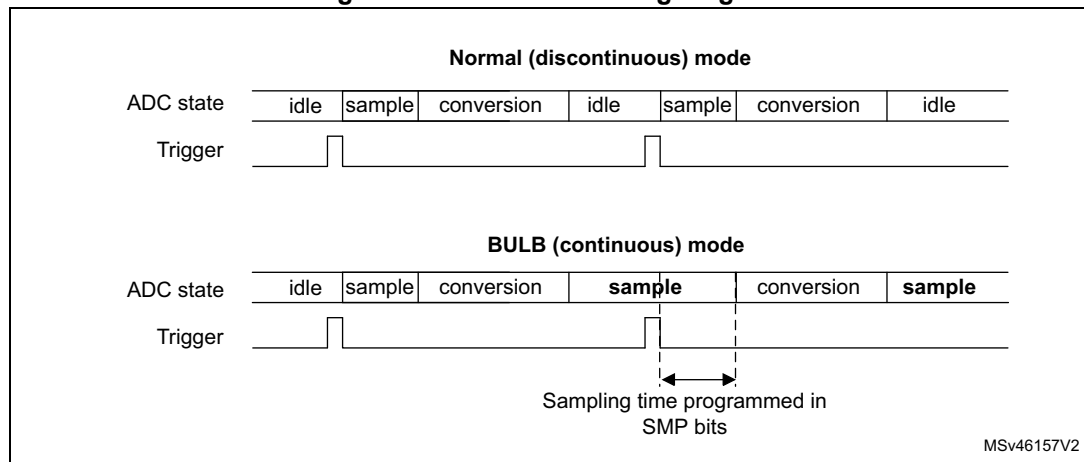 Normal (discontinuous) mode
ADC state idle sample conversion idle sample conversion idle
Trigger
BULB (continuous) mode
ADC state idle sample conversion sample conversion sample
Trigger
Sampling time programmed in
SMP bits
MSv46157V2